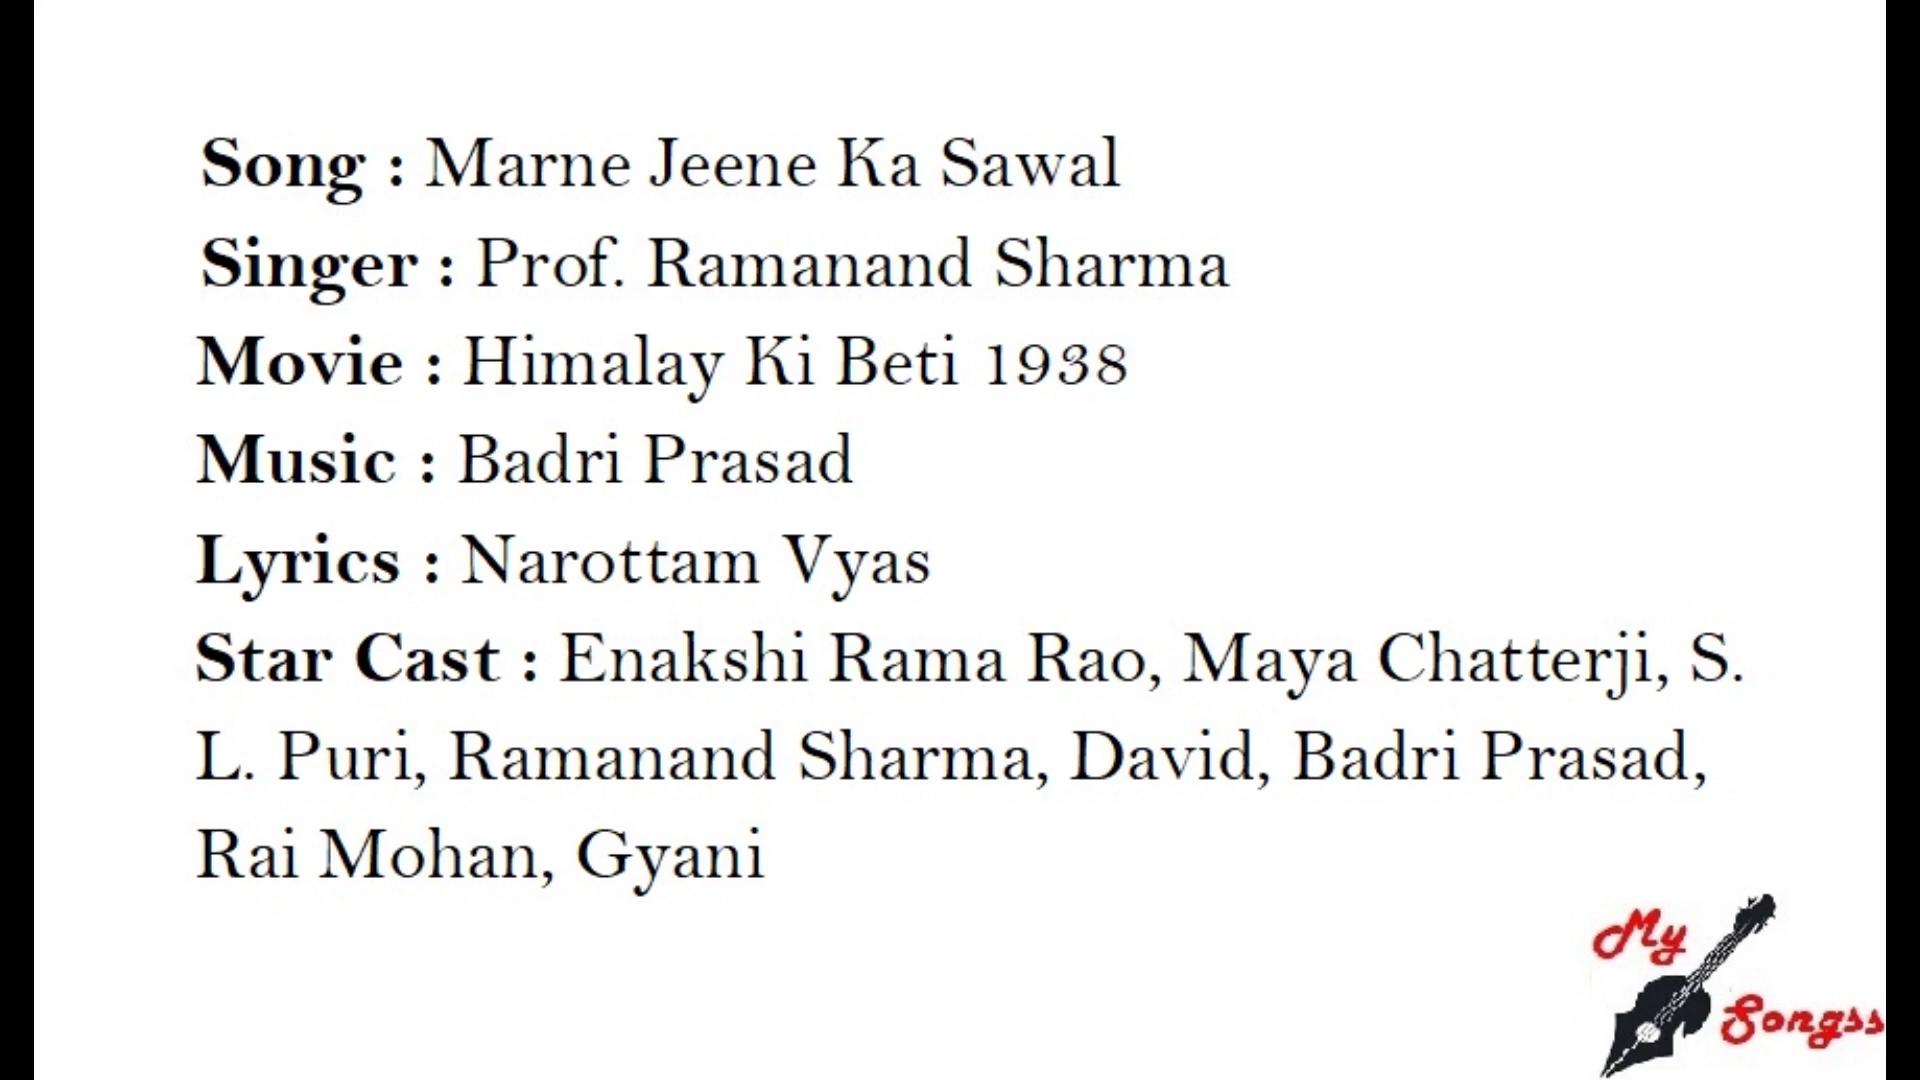 Song : Marne Jeene Ka Sawal
Singer : Prof. Ramanand Sharma
Movie : Himalay Ki Beti 1938
Music : Badri Prasad
Lyrics : Narottam Vyas
Star Cast : Enakshi Rama Rao, Maya Chatterji, S.
L. Puri, Ramanand Sharma, David, Badri Prasad,
Rai Mohan, Gyani
My
Songss